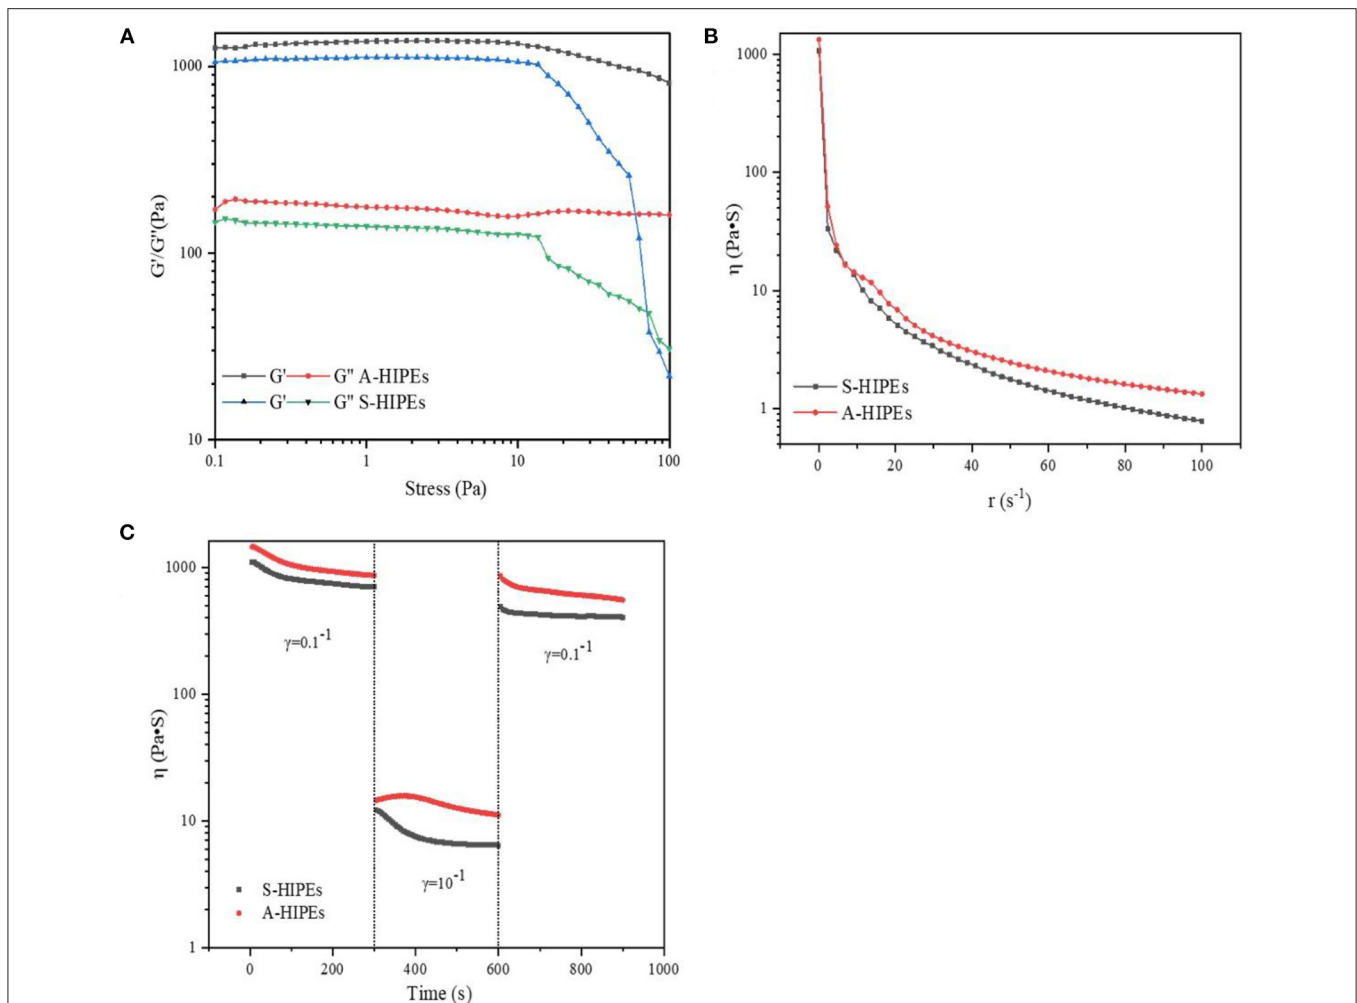 A
1000
100
10
G'/G''(Pa)
G' G'' A-HIPEs
G' G'' S-HIPEs
0.1 1 10 100
Stress (Pa)
B
1000
100
10
1
η (Pa•S)
S-HIPEs
A-HIPEs
0 20 40 60 80 100
r (s-1)
C
1000
100
10
1
η (Pa•S)
γ=0.1-1
γ=10-1
γ=0.1-1
S-HIPEs
A-HIPEs
0 200 400 600 800 1000
Time (s)